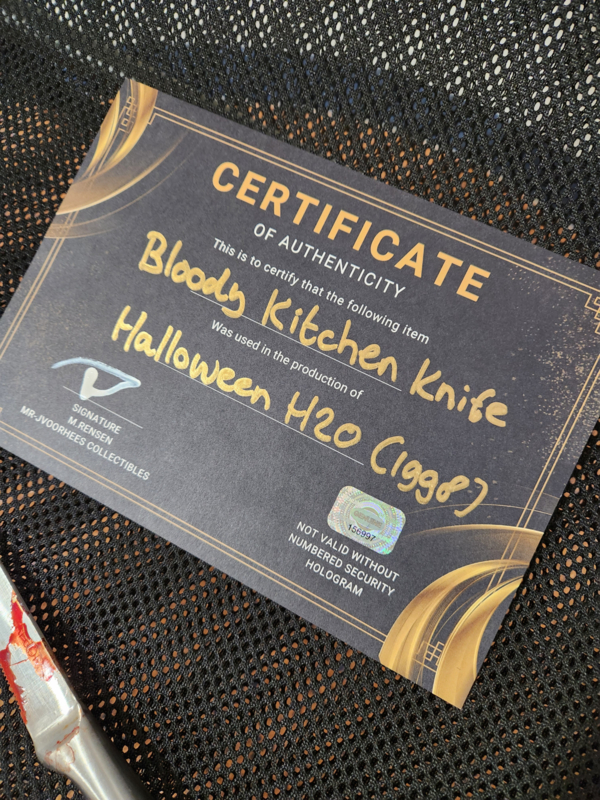 CERTIFICATE
OF AUTHENTICITY
This is to certify that the following item
Bloody Kitchen Knife
Was used in the production of
Halloween H20 (1998)
SIGNATURE
M.RENSEN
MR-JVOORHEES COLLECTIBLES
156997
NOT VALID WITHOUT
NUMBERED SECURITY
HOLOGRAM